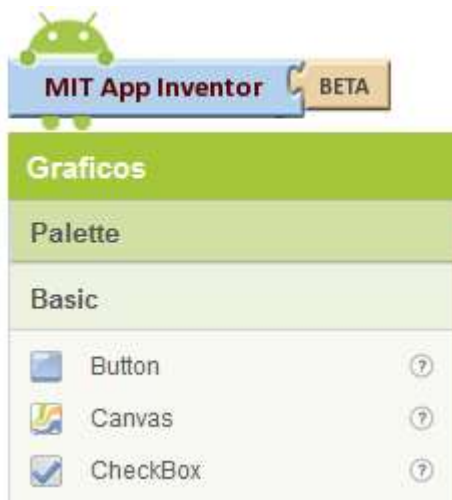 MIT App Inventor BETA
Graficos
Palette
Basic
Button ?
Canvas ?
CheckBox ?